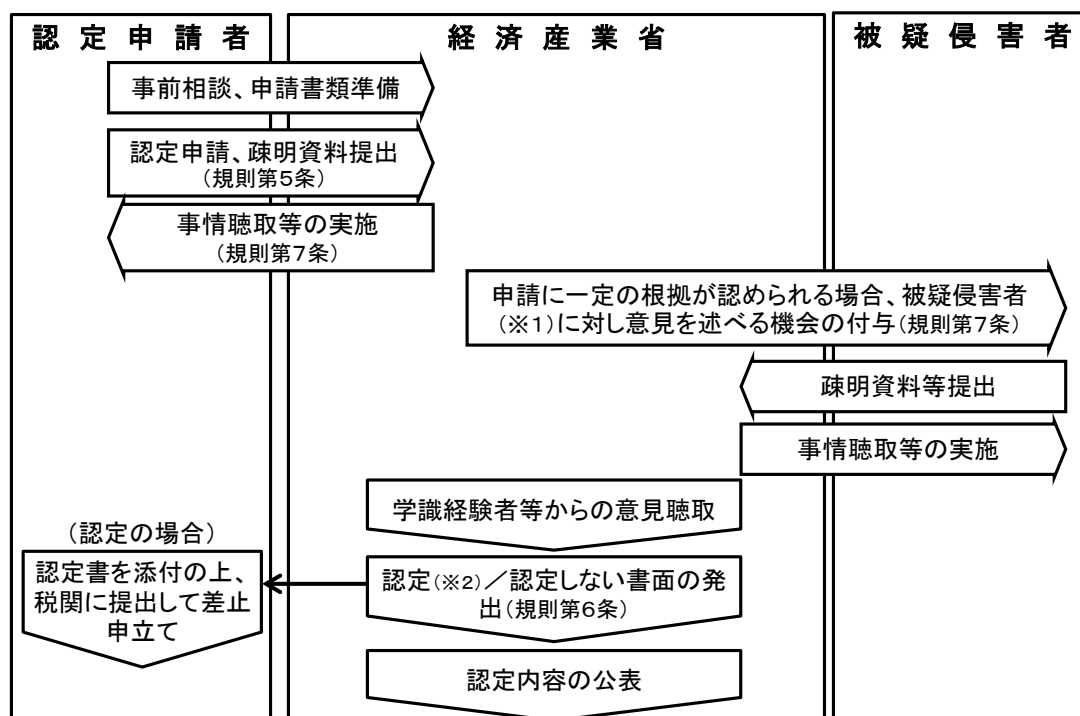 認定申請者
経済産業省
被疑侵害者
事前相談、申請書類準備
認定申請、疎明資料提出
(規則第5条)
事情聴取等の実施
(規則第7条)
申請に一定の根拠が認められる場合、被疑侵害者
(※1)に対し意見を述べる機会の付与(規則第7条)
疎明資料等提出
事情聴取等の実施
学識経験者等からの意見聴取
(認定の場合)
認定書を添付の上、
税関に提出して差止
申立て
認定(※2)/認定しない書面の発
出(規則第6条)
認定内容の公表